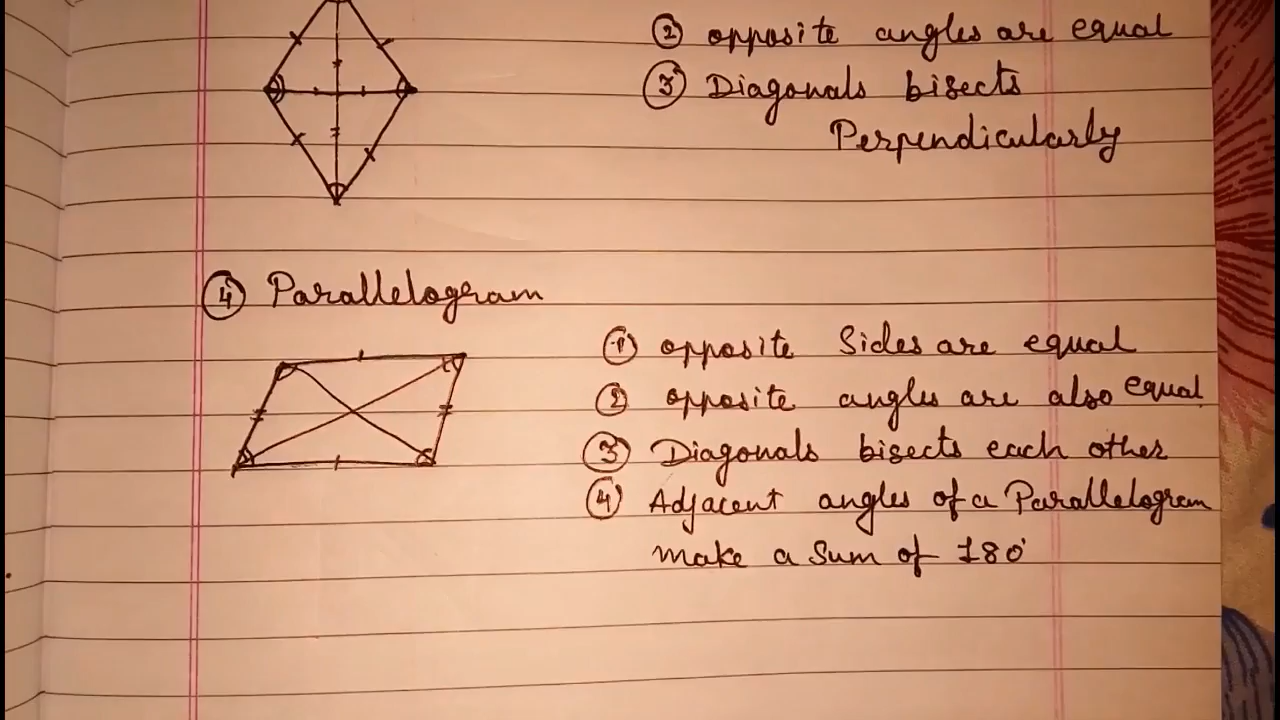 ② opposite angles are equal
③ Diagonals bisects
Perpendicularly
④ Parallelogram
① opposite Sides are equal
② opposite angles are also equal
③ Diagonals bisects each other
④ Adjacent angles of a Parallelogram
make a Sum of 180°